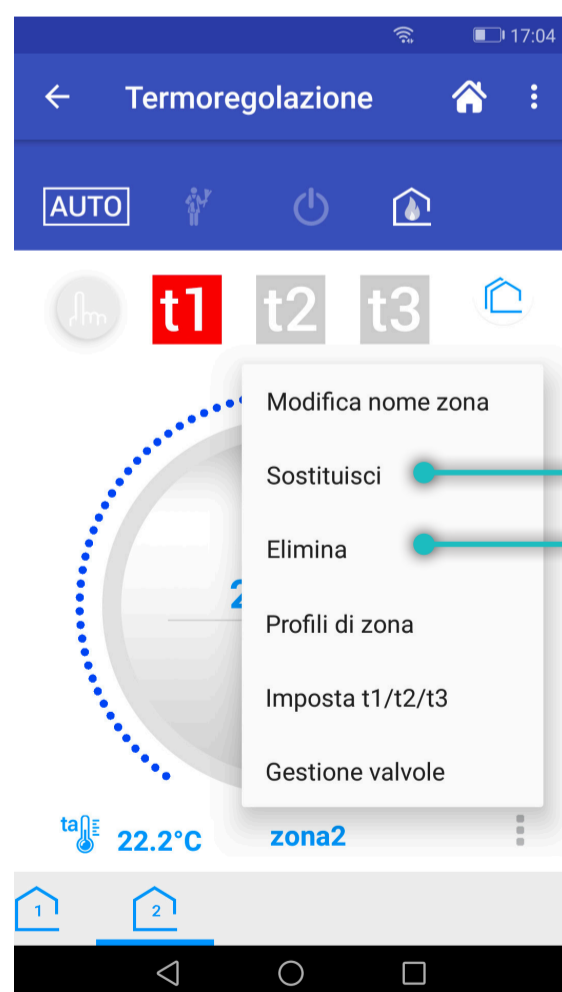 17:04
Termoregolazione
AUTO
t1 t2 t3
Modifica nome zona
Sostituisci
Elimina
2
Profili di zona
Imposta t1/t2/t3
Gestione valvole
ta 22.2°C zona2
1 2